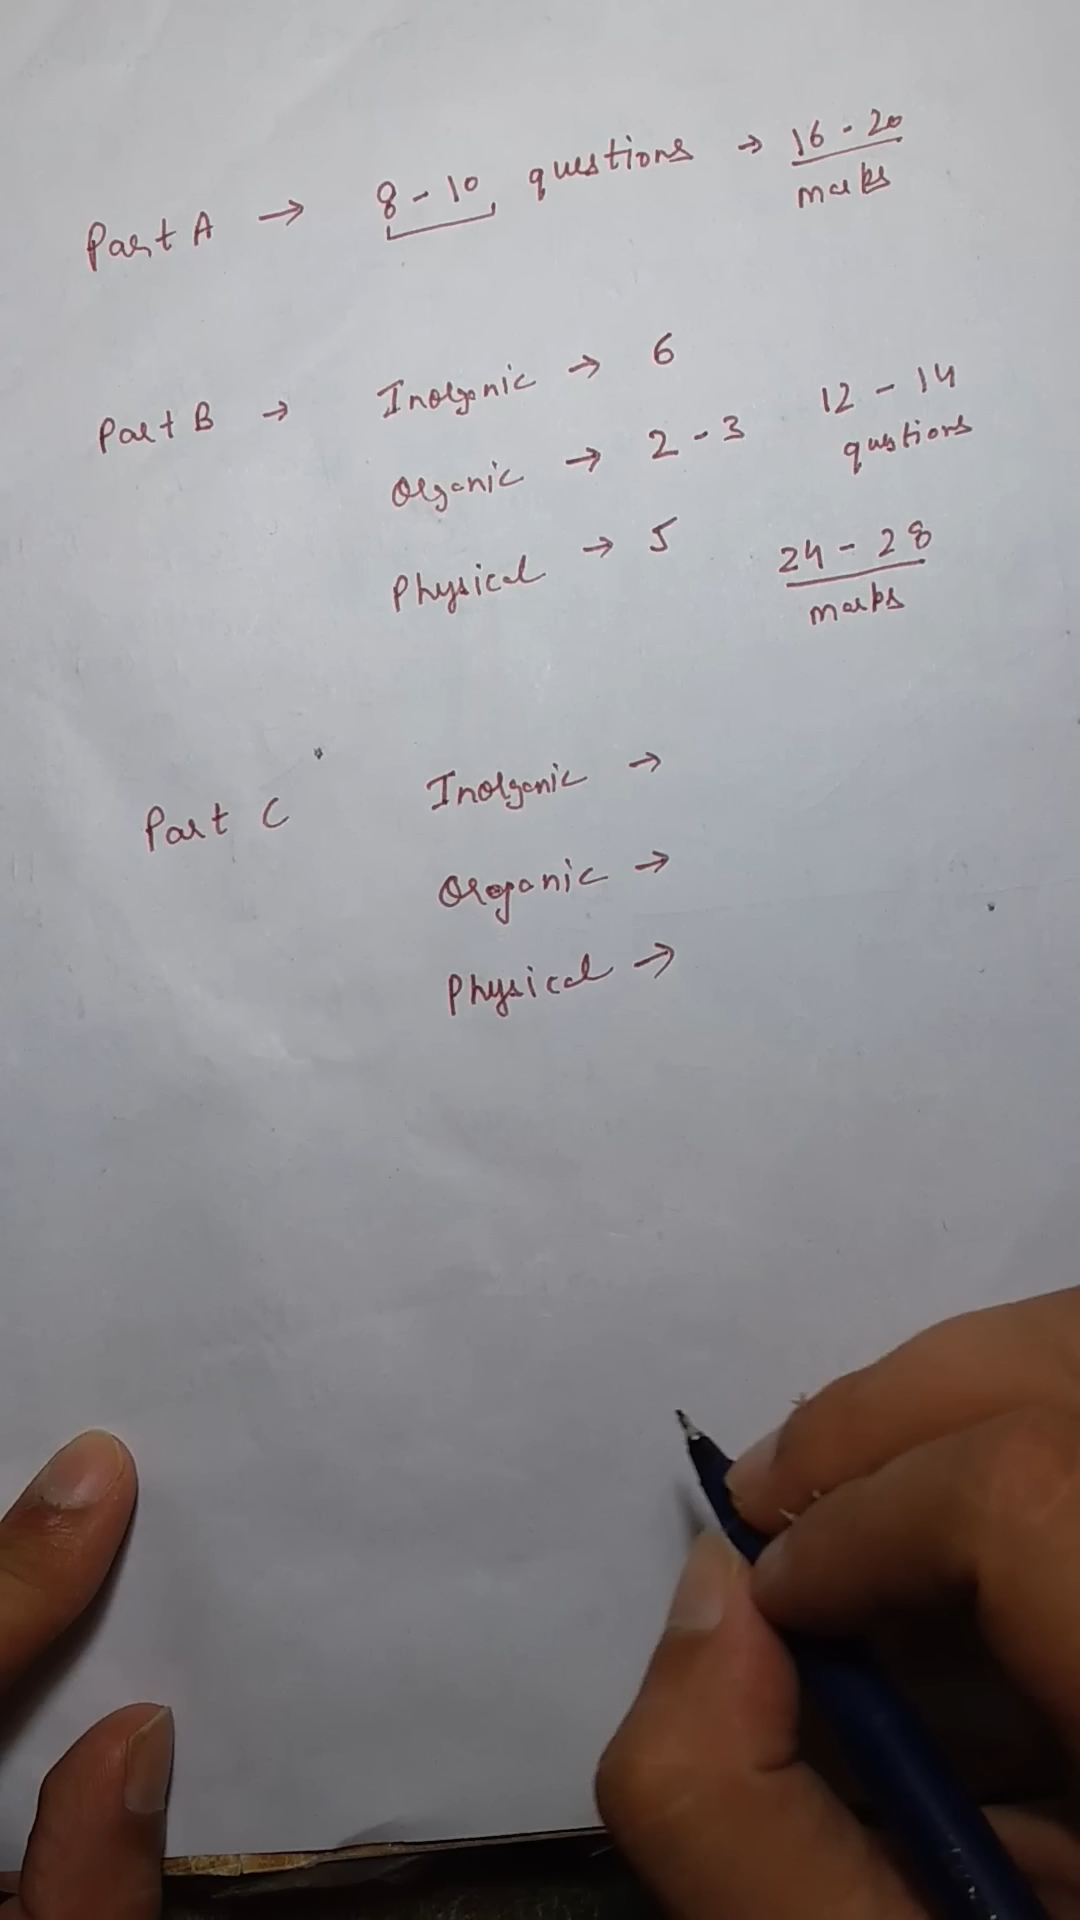 Part A → 8 - 10 questions → 16 - 20
marks
Part B → Inorganic → 6
Organic → 2 - 3
Physical → 5
12 - 14
qustions
24 - 28
marks
Part C Inorganic →
Organic →
Physical →